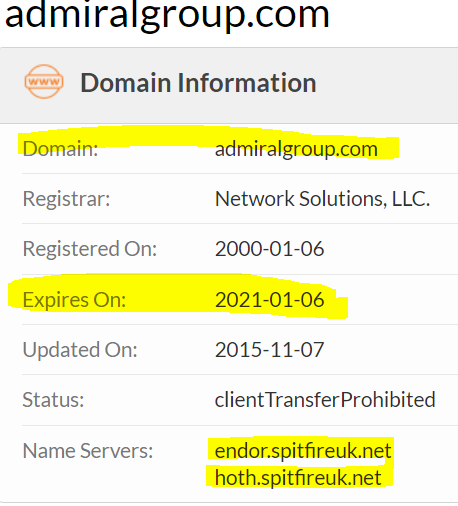 admiralgroup.com
www
Domain Information
Domain: admiralgroup.com
Registrar: Network Solutions, LLC.
Registered On: 2000-01-06
Expires On: 2021-01-06
Updated On: 2015-11-07
Status: clientTransferProhibited
Name Servers: endor.spitfireuk.net
hoth.spitfireuk.net